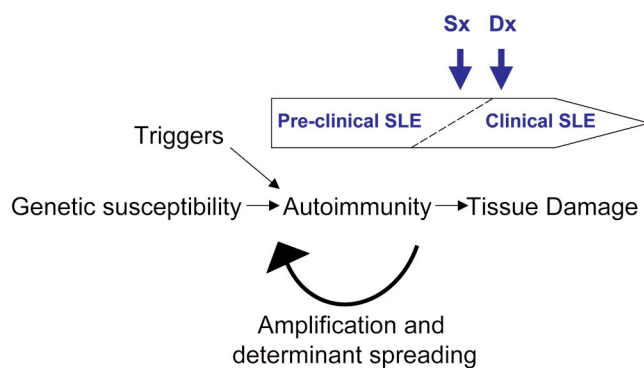 Sx Dx
Pre-clinical SLE Clinical SLE
Triggers
Genetic susceptibility Autoimmunity Tissue Damage
Amplification and
determinant spreading